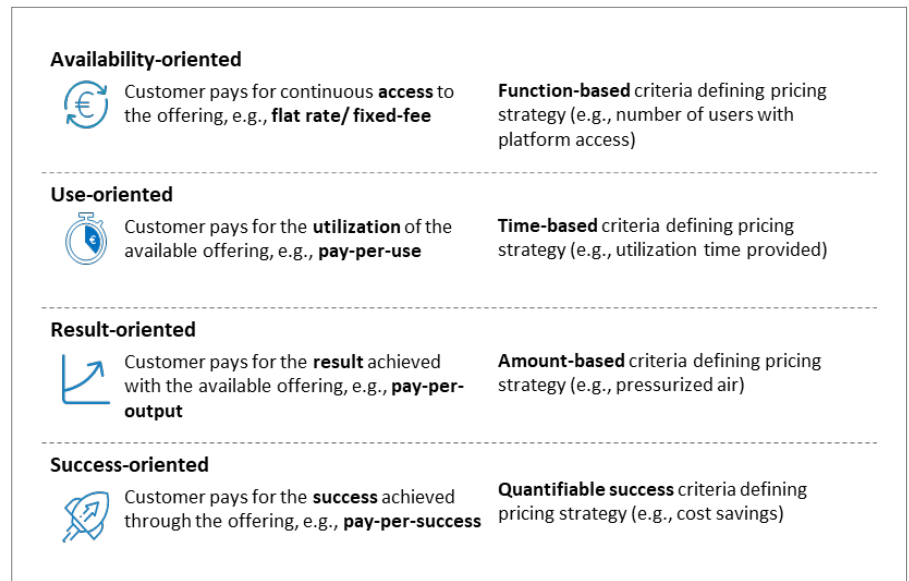 Availability-oriented
Customer pays for continuous access to
the offering, e.g., flat rate/ fixed-fee
Function-based criteria defining pricing
strategy (e.g., number of users with
platform access)
Use-oriented
€
Customer pays for the utilization of the
available offering, e.g., pay-per-use
Time-based criteria defining pricing
strategy (e.g., utilization time provided)
Result-oriented
Customer pays for the result achieved
with the available offering, e.g., pay-per-
output
Amount-based criteria defining pricing
strategy (e.g., pressurized air)
Success-oriented
Customer pays for the success achieved
through the offering, e.g., pay-per-success
Quantifiable success criteria defining
pricing strategy (e.g., cost savings)